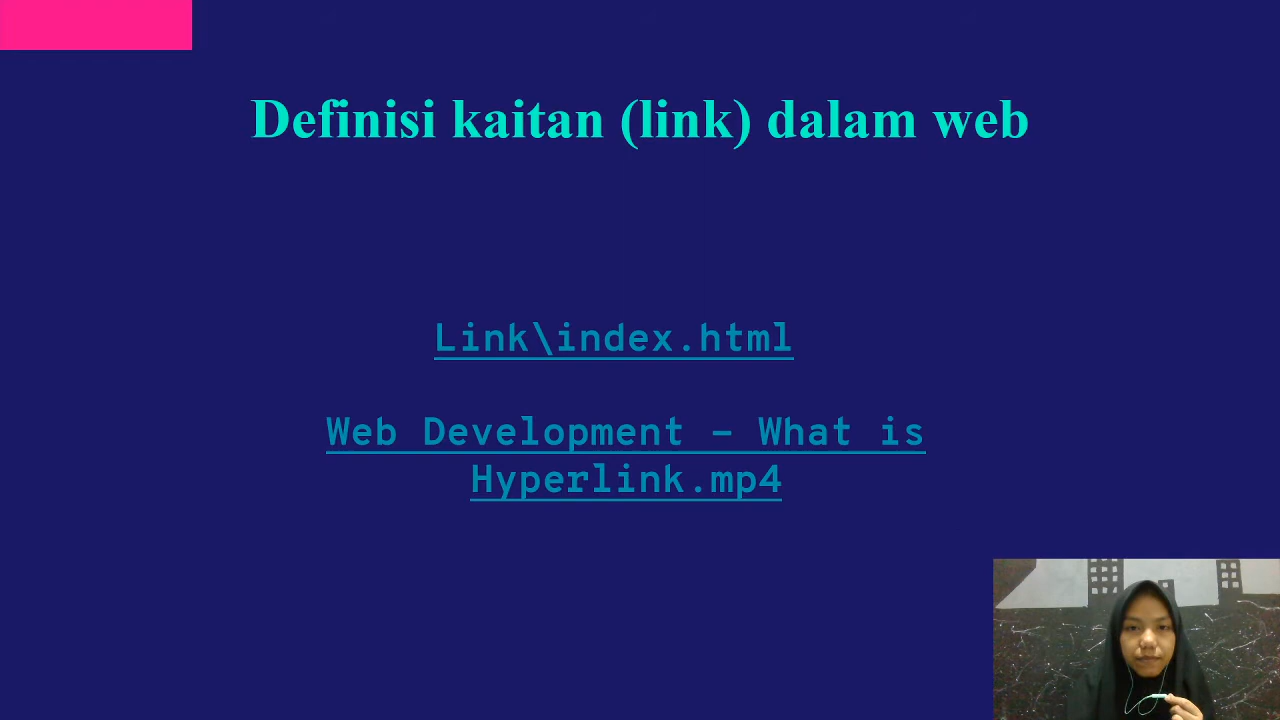 Definisi kaitan (link) dalam web
Link\index.html
Web Development - What is
Hyperlink.mp4